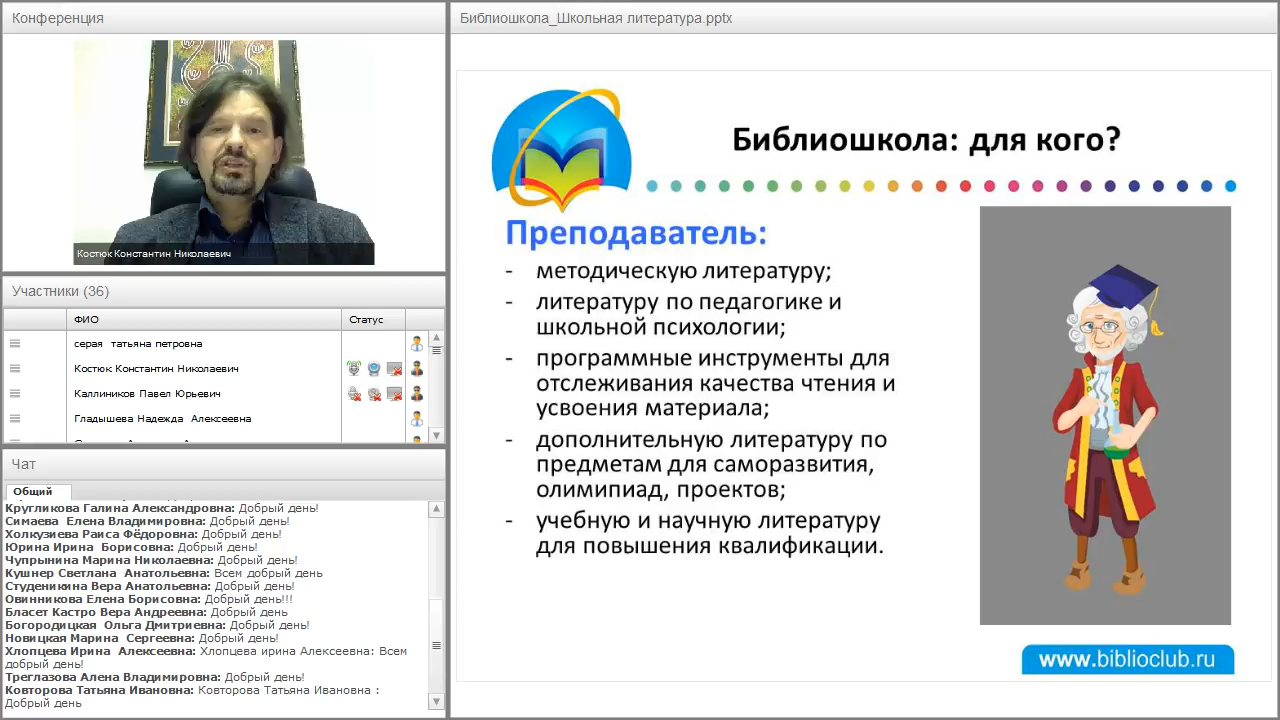 Конференция
Костюк Константин Николаевич
Участники (36)
ФИО
Статус
серая татьяна петровна
Костюк Константин Николаевич
Каллиников Павел Юрьевич
Гладышева Надежда Алексеевна
Чат
Общий
Кругликова Галина Александровна: Добрый день!
Симаева Елена Владимировна: Добрый день!
Холкузиева Раиса Фёдоровна: Добрый день!
Юрина Ирина Борисовна: Добрый день!
Чупрынина Марина Николаевна: Добрый день!
Кушнер Светлана Анатольевна: Всем добрый день
Студеникина Вера Анатольевна: Добрый день!
Овинникова Елена Борисовна: Добрый день!!!
Бласет Кастро Вера Андреевна: Добрый день
Богородицкая Ольга Дмитриевна: Добрый день!
Новицкая Марина Сергеевна: Добрый день!
Хлопцева Ирина Алексеевна: Хлопцева ирина Алексеевна: Всем
добрый день!
Треглазова Алена Владимировна: Добрый день!
Ковторова Татьяна Ивановна: Ковторова Татьяна Ивановна :
Добрый день
Библиошкола_Школьная литература.pptx
Библиошкола: для кого?
Преподаватель:
- методическую литературу;
- литературу по педагогике и
школьной психологии;
- программные инструменты для
отслеживания качества чтения и
усвоения материала;
- дополнительную литературу по
предметам для саморазвития,
олимпиад, проектов;
- учебную и научную литературу
для повышения квалификации.
www.biblioclub.ru